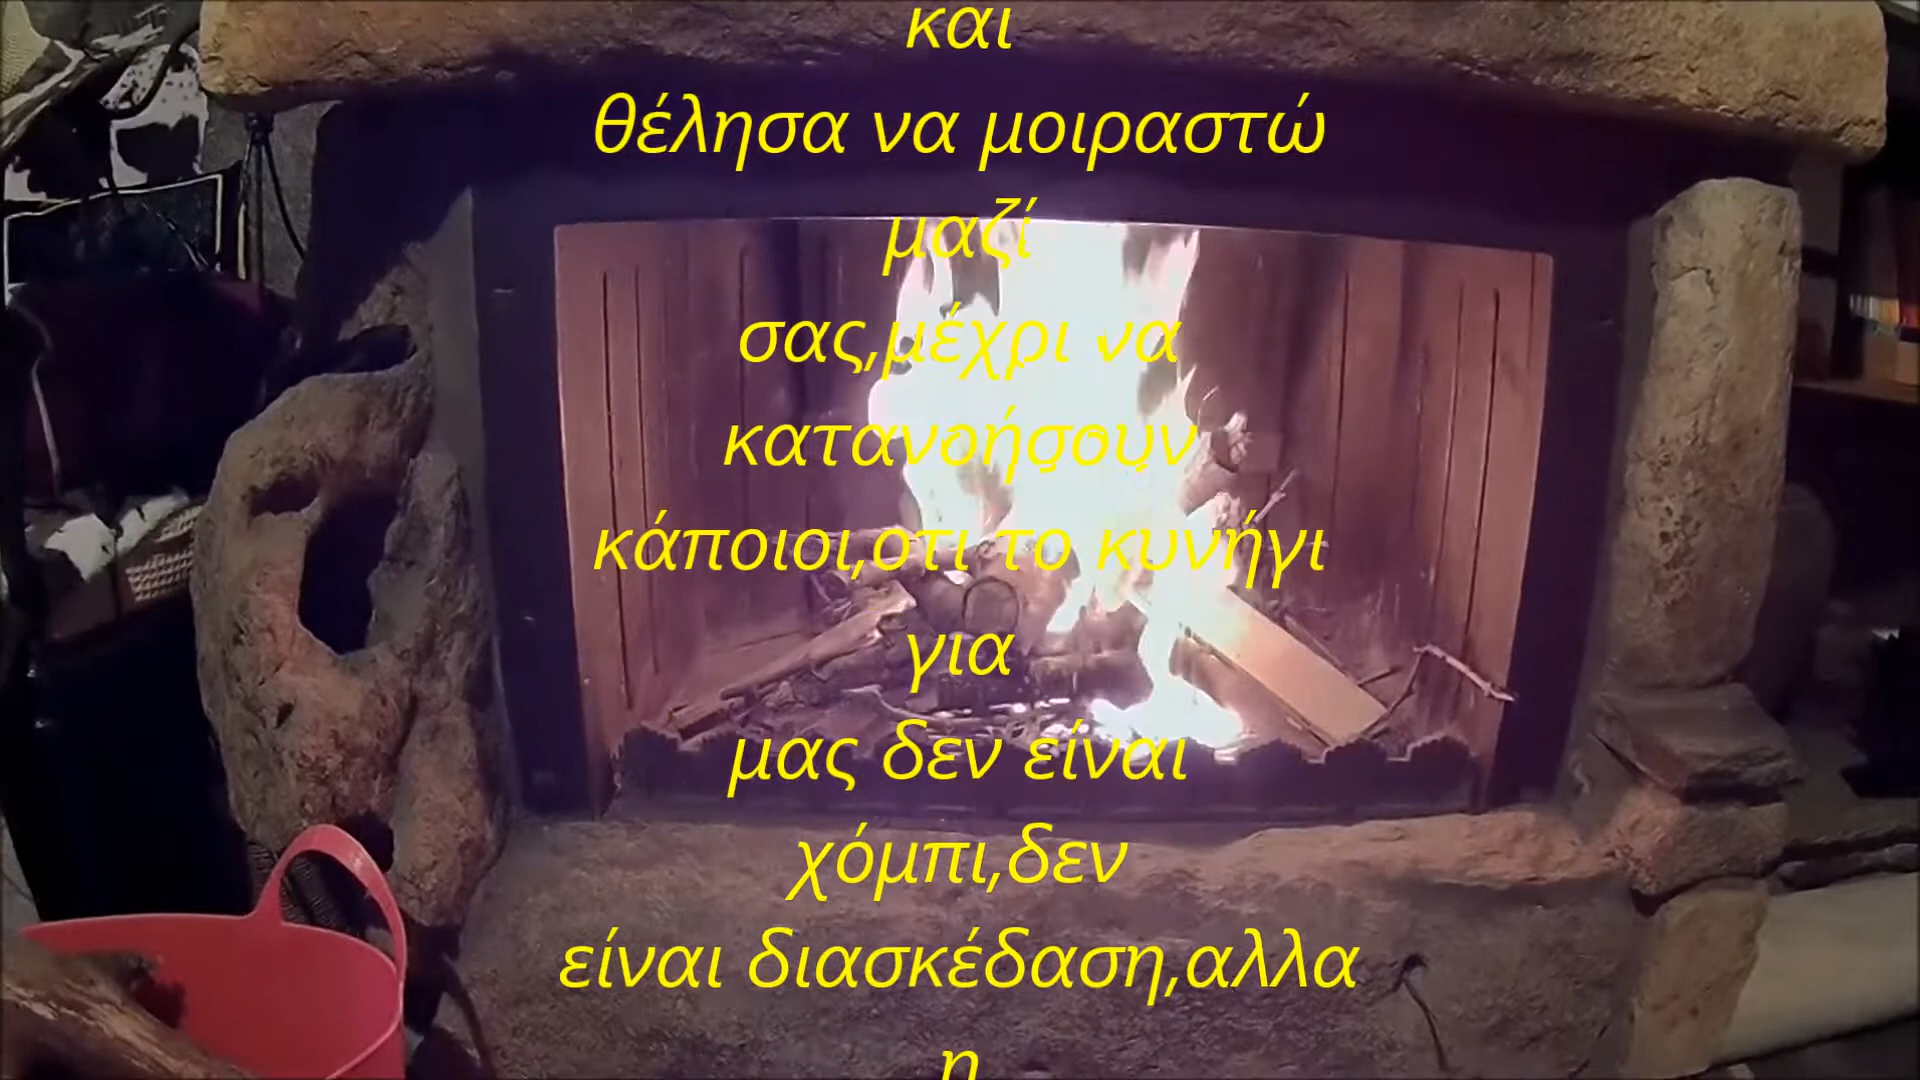 και
θέλησα να μοιραστώ
μαζί
σας,μέχρι να
κατανοήσουν
κάποιοι,οτι το κυνήγι
για
μας δεν είναι
χόμπι,δεν
είναι διασκέδαση,αλλα
η